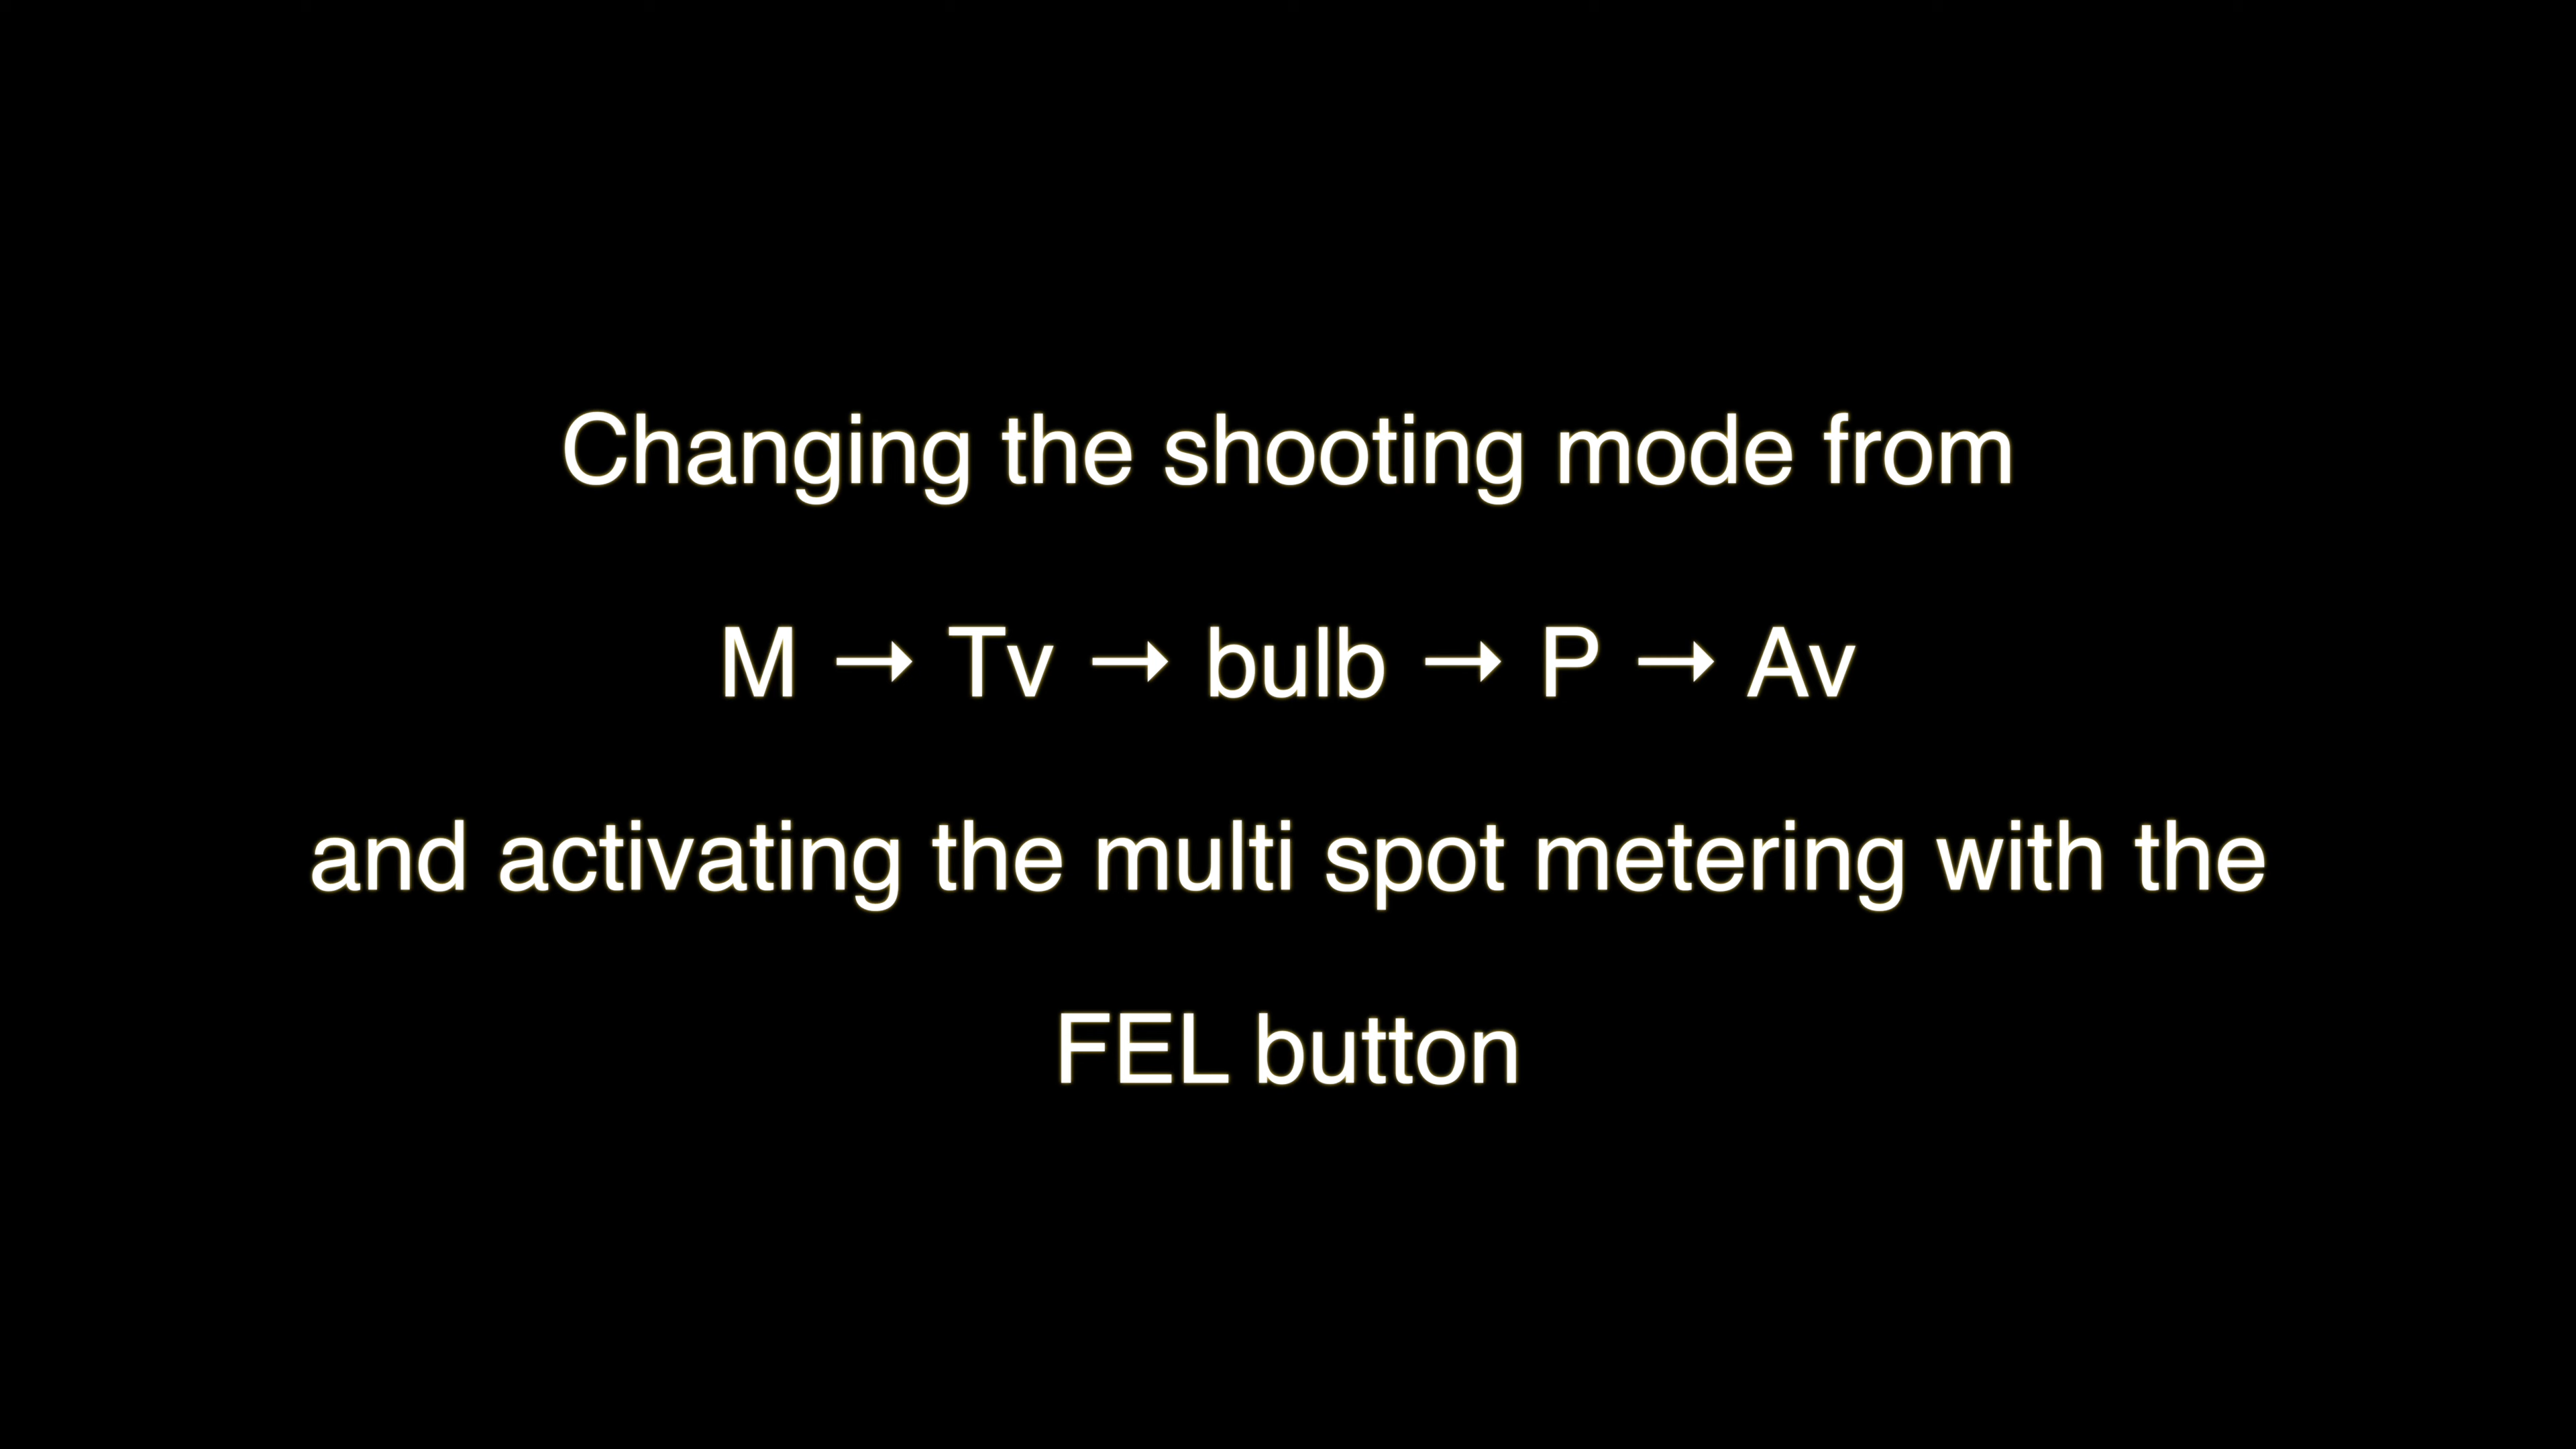 Changing the shooting mode from
M → Tv → bulb → P → Av
and activating the multi spot metering with the
FEL button